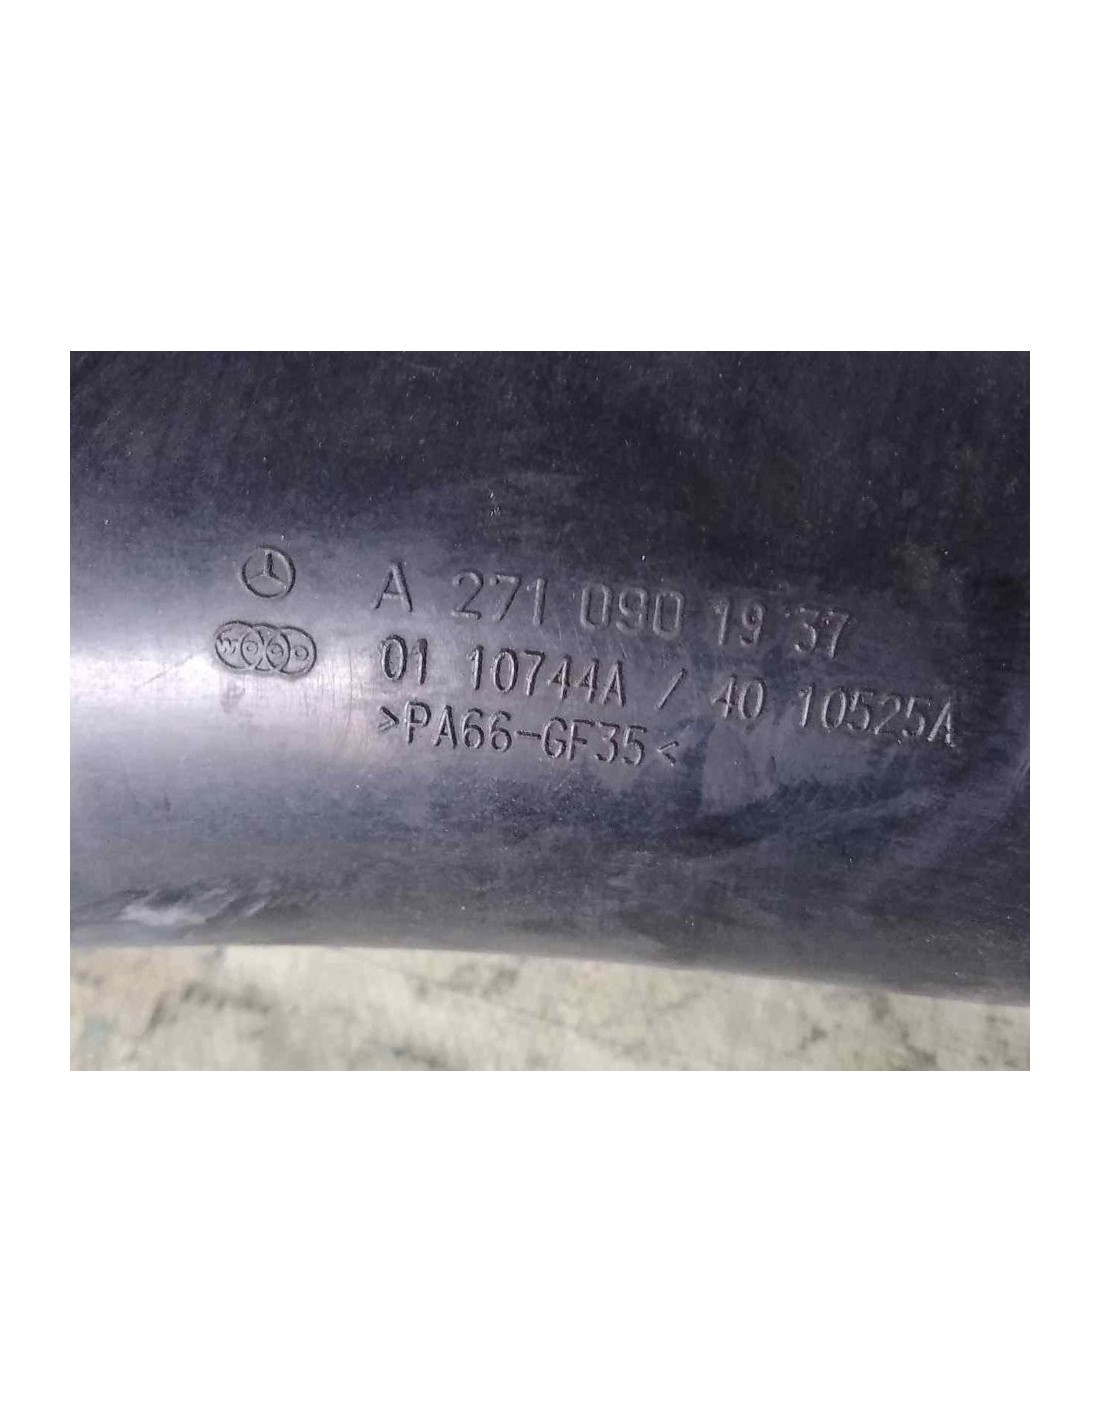 A 271 090 19 37
01 10744A / 40 10525A
>PA66-GF35<